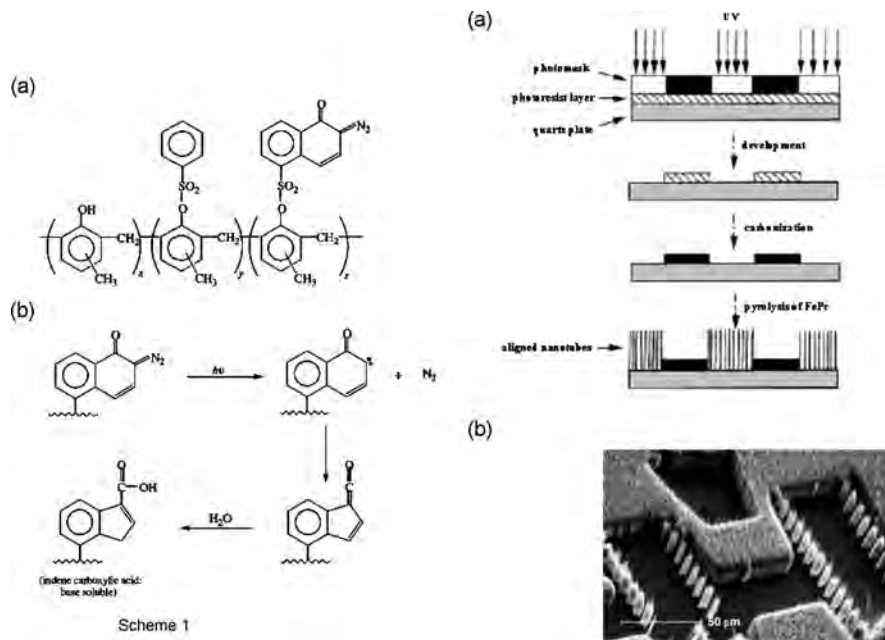 (a)
O
N₂
SO₂
SO₂
OH
O
O
CH₂
CH₂
CH₂
x
y
z
CH₃
CH₃
CH₃
(b)
O
N₂
hυ
O
+ N₂
O
C
OH
H₂O
O
C
(indene carboxylic acid:
base soluble)
Scheme 1
(a)
UV
photomask
photoresist layer
quartz plate
development
carbonization
pyrolysis of FePc
aligned nanotubes
(b)
50 μm